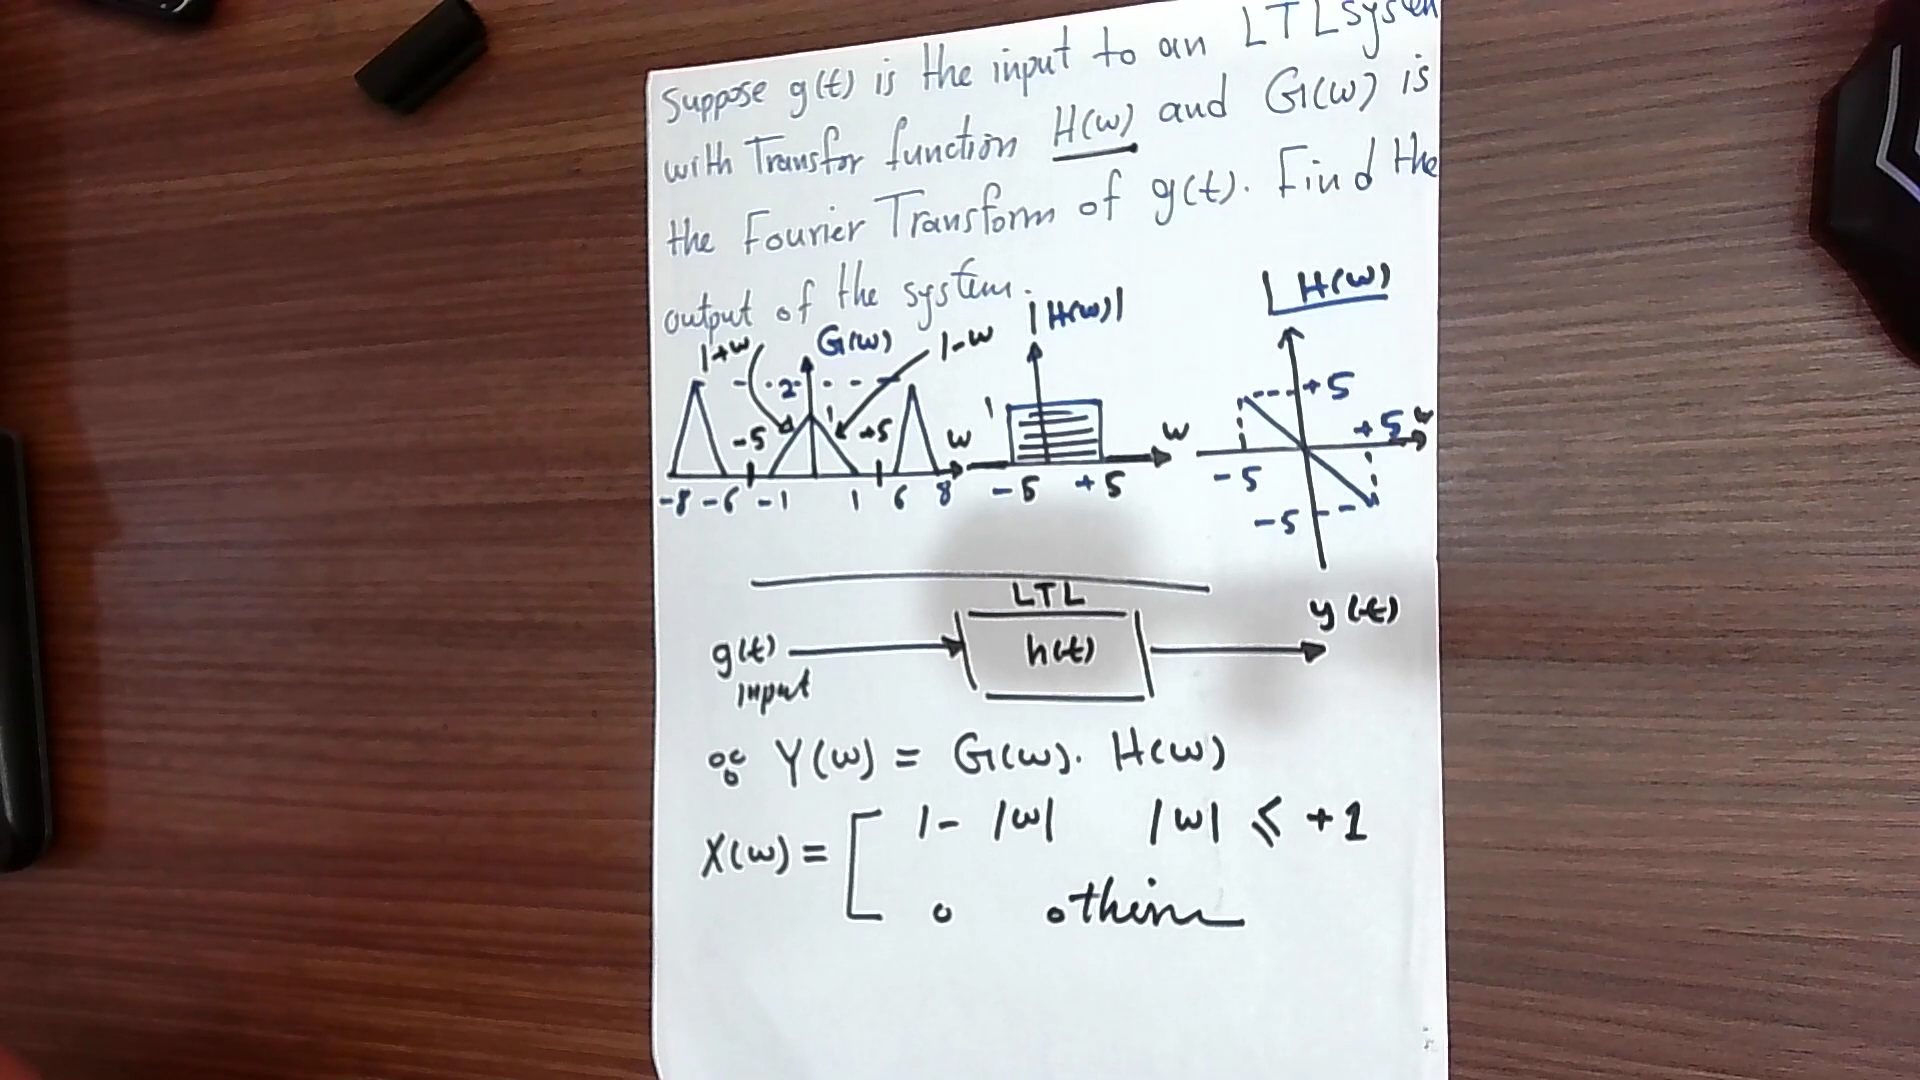 Suppose g(t) is the input to an LTL system
with Transfor function H(w) and G(w) is
the Fourier Transform of g(t). Find the
output of the system.
1+w G(w) 1-w |H(w)| ∠H(w)
2 1 -5 +5 w
-8 -6 -1 1 6 8
1 w
-5 +5
+5 +5 w
-5
-5
LTL
g(t) h(t) y(t)
input
∴ Y(w) = G(w). H(w)
X(w) = [ 1- |w| |w| ≤ +1
0